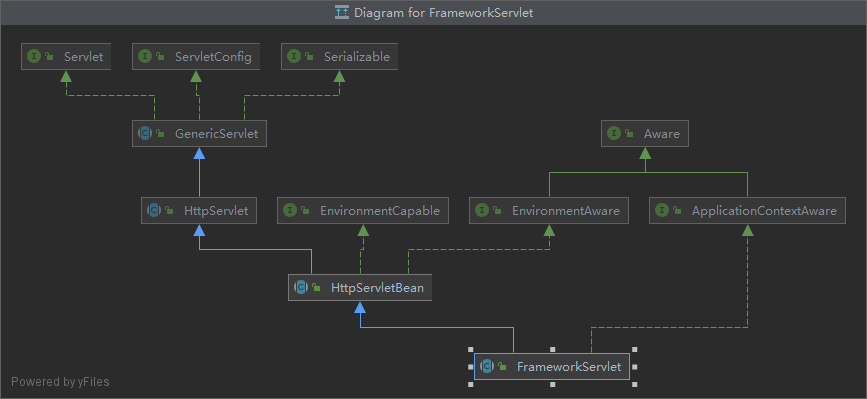 Diagram for FrameworkServlet
Servlet
ServletConfig
Serializable
GenericServlet
Aware
HttpServlet
EnvironmentCapable
EnvironmentAware
ApplicationContextAware
HttpServletBean
FrameworkServlet
Powered by yFiles